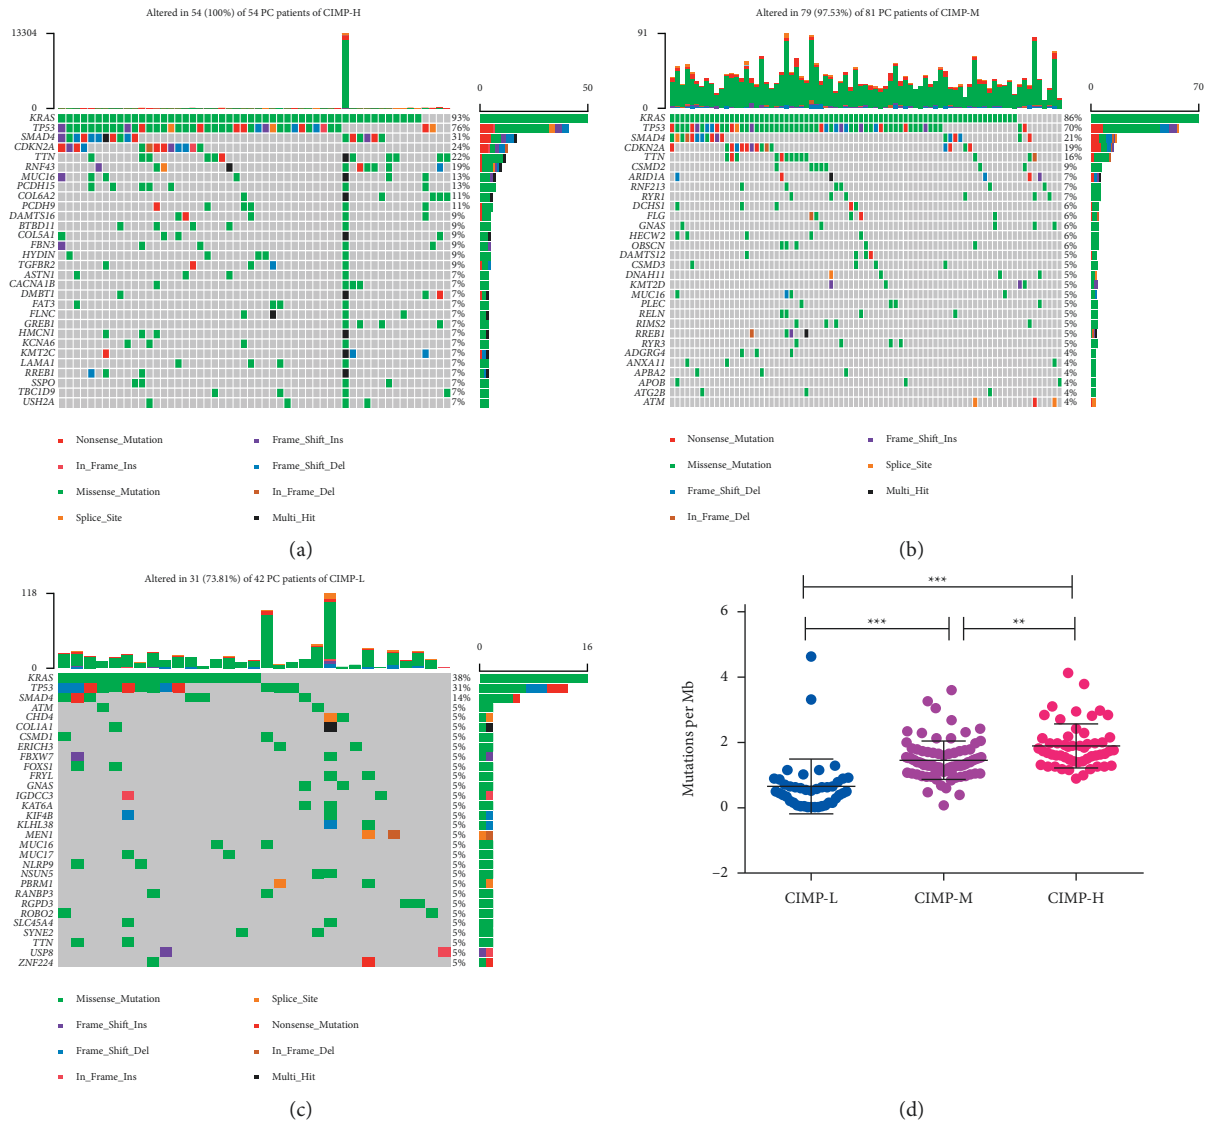 Altered in 54 (100%) of 54 PC patients of CIMP-H
13304
0
0 50
KRAS 93%
TP53 76%
SMAD4 31%
CDKN2A 24%
TTN 22%
RNF43 19%
MUC16 13%
PCDH15 13%
COL6A2 11%
PCDH9 11%
DAMTS16 9%
BTBD11 9%
COL5A1 9%
FBN3 9%
HYDIN 9%
TGFBR2 9%
ASTN1 7%
CACNA1B 7%
DMBT1 7%
FAT3 7%
FLNC 7%
GREB1 7%
HMCN1 7%
KCNA6 7%
KMT2C 7%
LAMA1 7%
RREB1 7%
SSPO 7%
TBC1D9 7%
USH2A 7%
Nonsense_Mutation Frame_Shift_Ins
In_Frame_Ins Frame_Shift_Del
Missense_Mutation In_Frame_Del
Splice_Site Multi_Hit
(a)
Altered in 79 (97.53%) of 81 PC patients of CIMP-M
91
0
0 70
KRAS 86%
TP53 70%
SMAD4 21%
CDKN2A 19%
TTN 16%
CSMD2 9%
ARID1A 7%
RNF213 7%
RYR1 7%
DCHS1 6%
FLG 6%
GNAS 6%
HECW2 6%
OBSCN 6%
DAMTS12 5%
CSMD3 5%
DNAH11 5%
KMT2D 5%
MUC16 5%
PLEC 5%
RELN 5%
RIMS2 5%
RREB1 5%
RYR3 5%
ADGRG4 4%
ANXA11 4%
APBA2 4%
APOB 4%
ATG2B 4%
ATM 4%
Nonsense_Mutation Frame_Shift_Ins
Missense_Mutation Splice_Site
Frame_Shift_Del Multi_Hit
In_Frame_Del
(b)
Altered in 31 (73.81%) of 42 PC patients of CIMP-L
118
0
0 16
KRAS 38%
TP53 31%
SMAD4 14%
ATM 5%
CHD4 5%
COL1A1 5%
CSMD1 5%
ERICH3 5%
FBXW7 5%
FOXS1 5%
FRYL 5%
GNAS 5%
IGDCC3 5%
KAT6A 5%
KIF4B 5%
KLHL38 5%
MEN1 5%
MUC16 5%
MUC17 5%
NLRP9 5%
NSUN5 5%
PBRM1 5%
RANBP3 5%
RGPD3 5%
ROBO2 5%
SLC45A4 5%
SYNE2 5%
TTN 5%
USP8 5%
ZNF224 5%
Missense_Mutation Splice_Site
Frame_Shift_Ins Nonsense_Mutation
Frame_Shift_Del In_Frame_Del
In_Frame_Ins Multi_Hit
(c)
***
*** **
Mutations per Mb
6
4
2
0
−2
CIMP-L CIMP-M CIMP-H
(d)